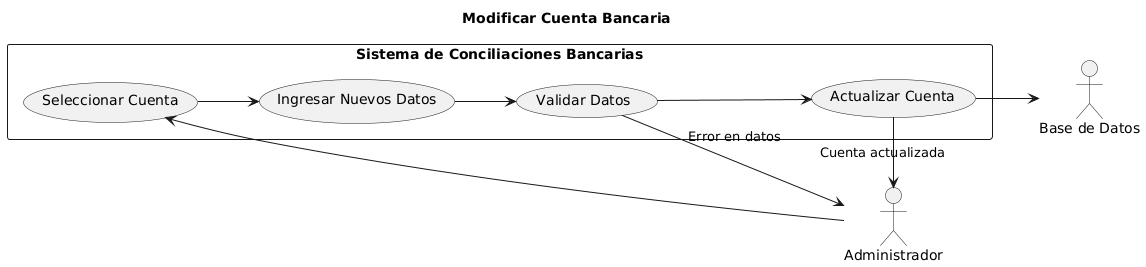 Modificar Cuenta Bancaria
Sistema de Conciliaciones Bancarias
Seleccionar Cuenta
Ingresar Nuevos Datos
Validar Datos
Actualizar Cuenta
Base de Datos
Error en datos
Cuenta actualizada
Administrador